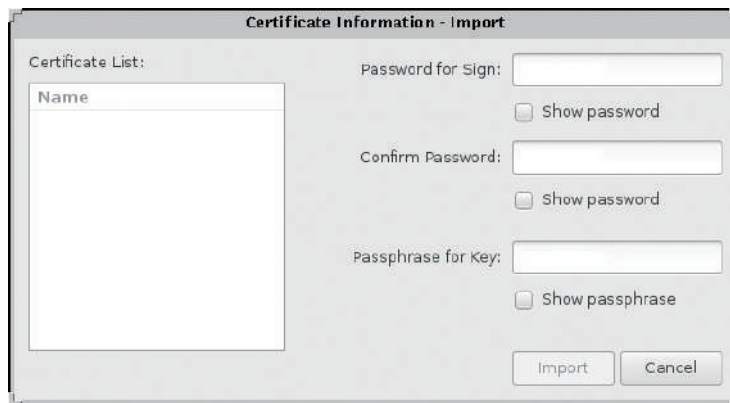 Certificate Information - Import
Certificate List:
Name
Password for Sign:
Show password
Confirm Password:
Show password
Passphrase for Key:
Show passphrase
Import
Cancel